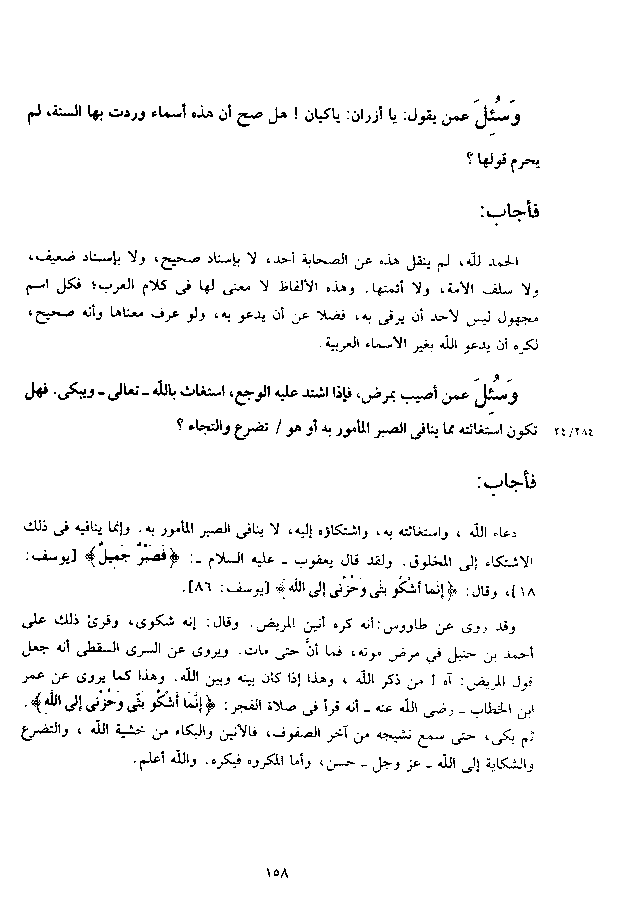 وَسُئِلَ عمن يقول: يا أزران: ياكيان ! هل صح أن هذه أسماء وردت بها السنة، لم
يحرم قولها ؟
فأجاب:
الحمد لله، لم ينقل هذه عن الصحابة أحد، لا بإسناد صحيح، ولا بإسناد ضعيف،
ولا سلف الأمة، ولا أئمتها. وهذه الألفاظ لا معنى لها فى كلام العرب؛ فكل اسم
مجهول ليس لأحد أن يرقى به، فضلا عن أن يدعو به، ولو عرف معناها وأنه صحيح،
لكره أن يدعو الله بغير الأسماء العربية.
وَسُئِلَ عمن أصيب بمرض، فإذا اشتد عليه الوجع، استغاث بالله ـ تعالى ـ ويبكى. فهل
تكون استغاثته مما ينافى الصبر المأمور به أو هو / تضرع والتجاء ؟ ٢٤/٢٨٤
فأجاب:
دعاء الله ، واستغاثته به، واشتكاؤه إليه، لا ينافى الصبر المأمور به. وإنما ينافيه فى ذلك
الاشتكاء إلى المخلوق. ولقد قال يعقوب ـ عليه السلام ـ: ﴿فَصَبْرٌ جَمِيلٌ﴾ [يوسف:
١٨]، وقال: ﴿إِنَّمَا أَشْكُو بَثِّى وَحُزْنِى إِلَى اللَّهِ﴾ [يوسف: ٨٦].
وقد روى عن طاووس: أنه كره أنين المريض. وقال: إنه شكوى، وقرئ ذلك على
أحمد بن حنبل في مرض موته، فما أنَّ حتى مات. ويروى عن السرى السقطى أنه جعل
قول المريض: آه ! من ذكر الله ، وهذا إذا كان بينه وبين الله. وهذا كما يروى عن عمر
ابن الخطاب ـ رضى الله عنه ـ أنه قرأ فى صلاة الفجر: ﴿إِنَّمَا أَشْكُو بَثِّى وَحُزْنِى إِلَى اللَّهِ﴾.
ثم بكى، حتى سمع نشيجه من آخر الصفوف، فالأنين والبكاء من خشية الله ، والتضرع
والشكاية إلى الله ـ عز وجل ـ حسن، وأما المكروه فيكره. والله أعلم.
١٥٨